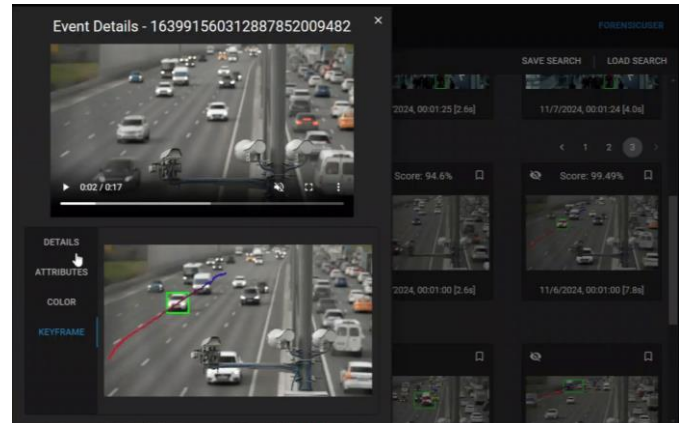 Event Details - 163991560312887852009482
×
FORENSICUSER
SAVE SEARCH | LOAD SEARCH
2024, 00:01:25 [2.6s]
11/7/2024, 00:01:24 [4.0s]
< 1 2 3 >
0:02 / 0:17
Score: 94.6%
Score: 99.49%
DETAILS
ATTRIBUTES
COLOR
KEYFRAME
2024, 00:01:00 [2.6s]
11/6/2024, 00:01:00 [7.8s]